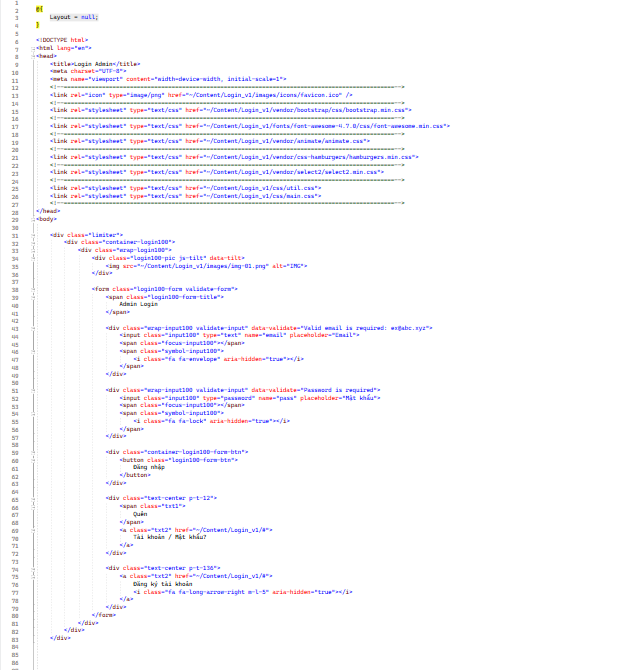 @{
Layout = null;
}
<!DOCTYPE html>
<html lang="en">
<head>
<title>Login Admin</title>
<meta charset="UTF-8">
<meta name="viewport" content="width=device-width, initial-scale=1">
<!--===============================================================================================-->
<link rel="icon" type="image/png" href="~/Content/Login_v1/images/icons/favicon.ico" />
<!--===============================================================================================-->
<link rel="stylesheet" type="text/css" href="~/Content/Login_v1/vendor/bootstrap/css/bootstrap.min.css">
<!--===============================================================================================-->
<link rel="stylesheet" type="text/css" href="~/Content/Login_v1/fonts/font-awesome-4.7.0/css/font-awesome.min.css">
<!--===============================================================================================-->
<link rel="stylesheet" type="text/css" href="~/Content/Login_v1/vendor/animate/animate.css">
<!--===============================================================================================-->
<link rel="stylesheet" type="text/css" href="~/Content/Login_v1/vendor/css-hamburgers/hamburgers.min.css">
<!--===============================================================================================-->
<link rel="stylesheet" type="text/css" href="~/Content/Login_v1/vendor/select2/select2.min.css">
<!--===============================================================================================-->
<link rel="stylesheet" type="text/css" href="~/Content/Login_v1/css/util.css">
<link rel="stylesheet" type="text/css" href="~/Content/Login_v1/css/main.css">
<!--===============================================================================================-->
</head>
<body>
<div class="limiter">
<div class="container-login100">
<div class="wrap-login100">
<div class="login100-pic js-tilt" data-tilt>
<img src="~/Content/Login_v1/images/img-01.png" alt="IMG">
</div>
<form class="login100-form validate-form">
<span class="login100-form-title">
Admin Login
</span>
<div class="wrap-input100 validate-input" data-validate="Valid email is required: ex@abc.xyz">
<input class="input100" type="text" name="email" placeholder="Email">
<span class="focus-input100"></span>
<span class="symbol-input100">
<i class="fa fa-envelope" aria-hidden="true"></i>
</span>
</div>
<div class="wrap-input100 validate-input" data-validate="Password is required">
<input class="input100" type="password" name="pass" placeholder="Mật khẩu">
<span class="focus-input100"></span>
<span class="symbol-input100">
<i class="fa fa-lock" aria-hidden="true"></i>
</span>
</div>
<div class="container-login100-form-btn">
<button class="login100-form-btn">
Đăng nhập
</button>
</div>
<div class="text-center p-t-12">
<span class="txt1">
Quên
</span>
<a class="txt2" href="~/Content/Login_v1/#">
Tài khoản / Mật khẩu?
</a>
</div>
<div class="text-center p-t-136">
<a class="txt2" href="~/Content/Login_v1/#">
Đăng ký tài khoản
<i class="fa fa-long-arrow-right m-l-5" aria-hidden="true"></i>
</a>
</div>
</form>
</div>
</div>
</div>